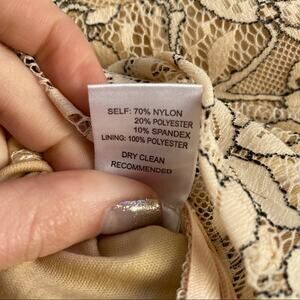 SELF: 70% NYLON
20% POLYESTER
10% SPANDEX
LINING: 100% POLYESTER
DRY CLEAN
RECOMMENDED